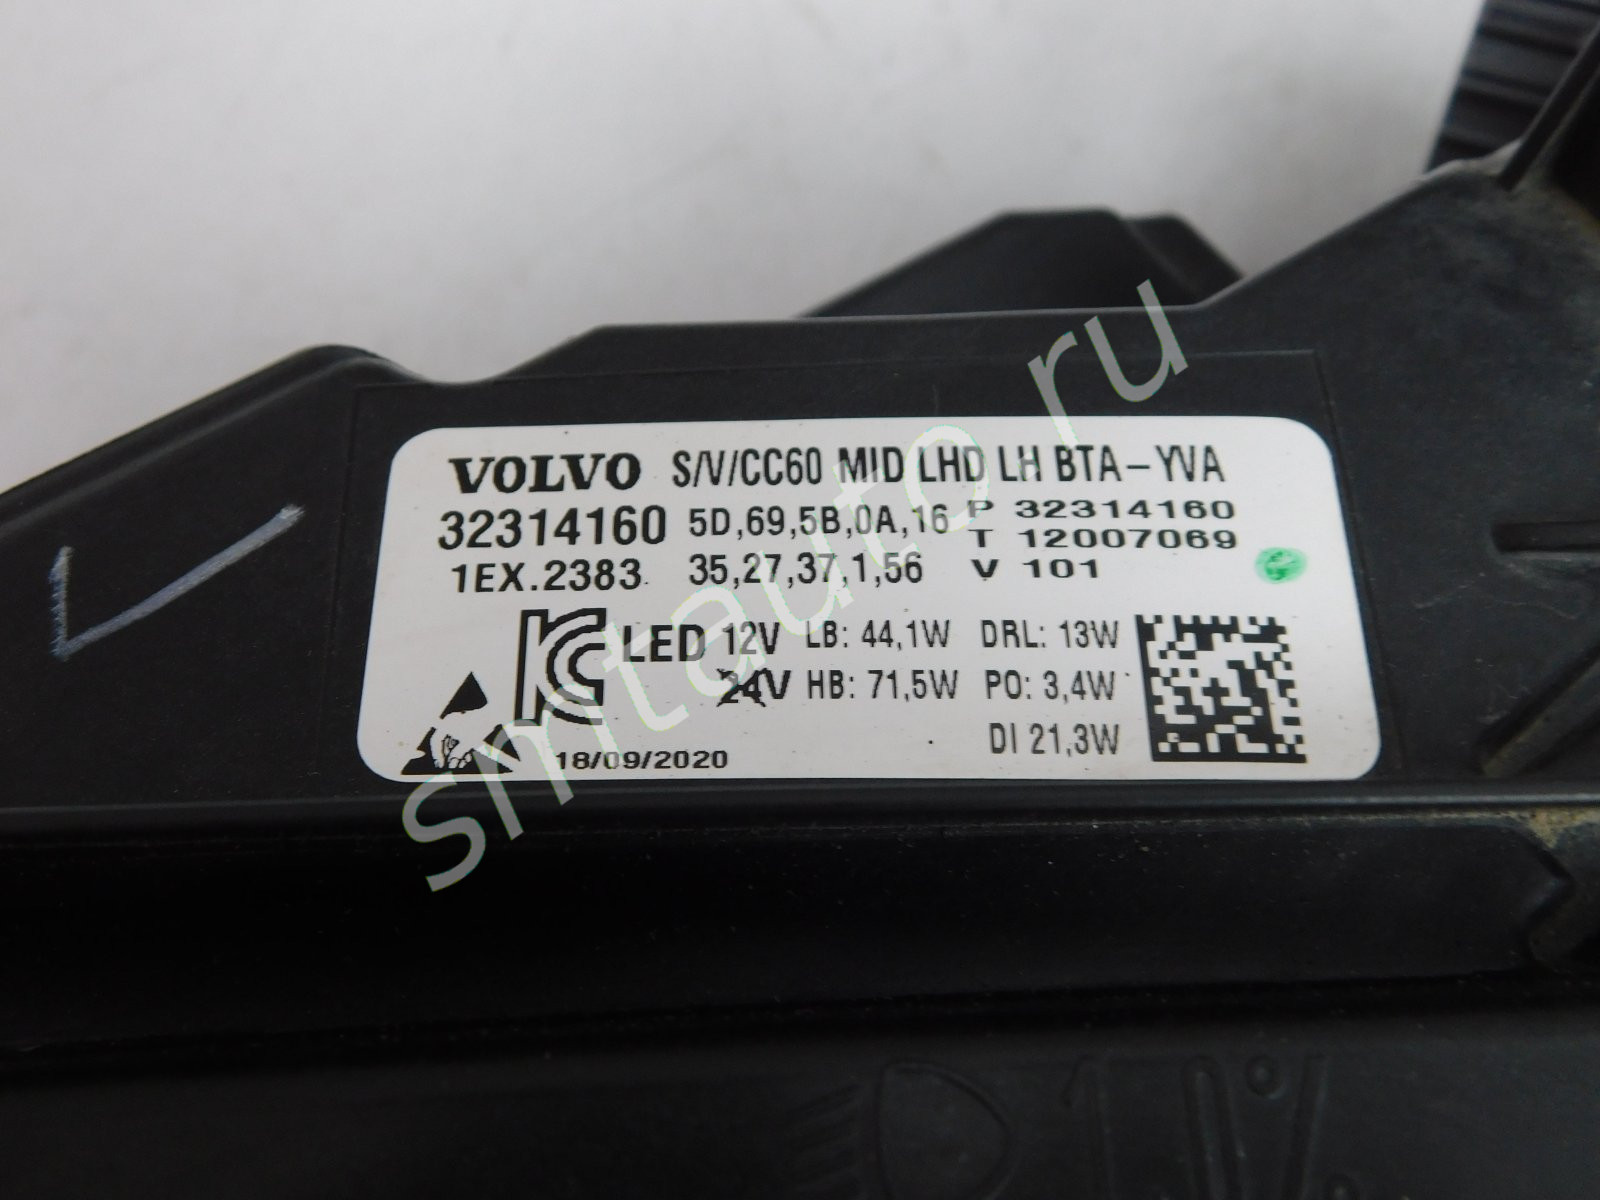 VOLVO S/V/CC60 MID LHD LH BTA-YVA
32314160 5D,69,5B,0A,16 P 32314160
T 12007069
1EX.2383 35,27,37,1,56 V 101
LED 12V LB: 44,1W DRL: 13W
24V HB: 71,5W PO: 3,4W
DI 21,3W
18/09/2020
smtauto.ru